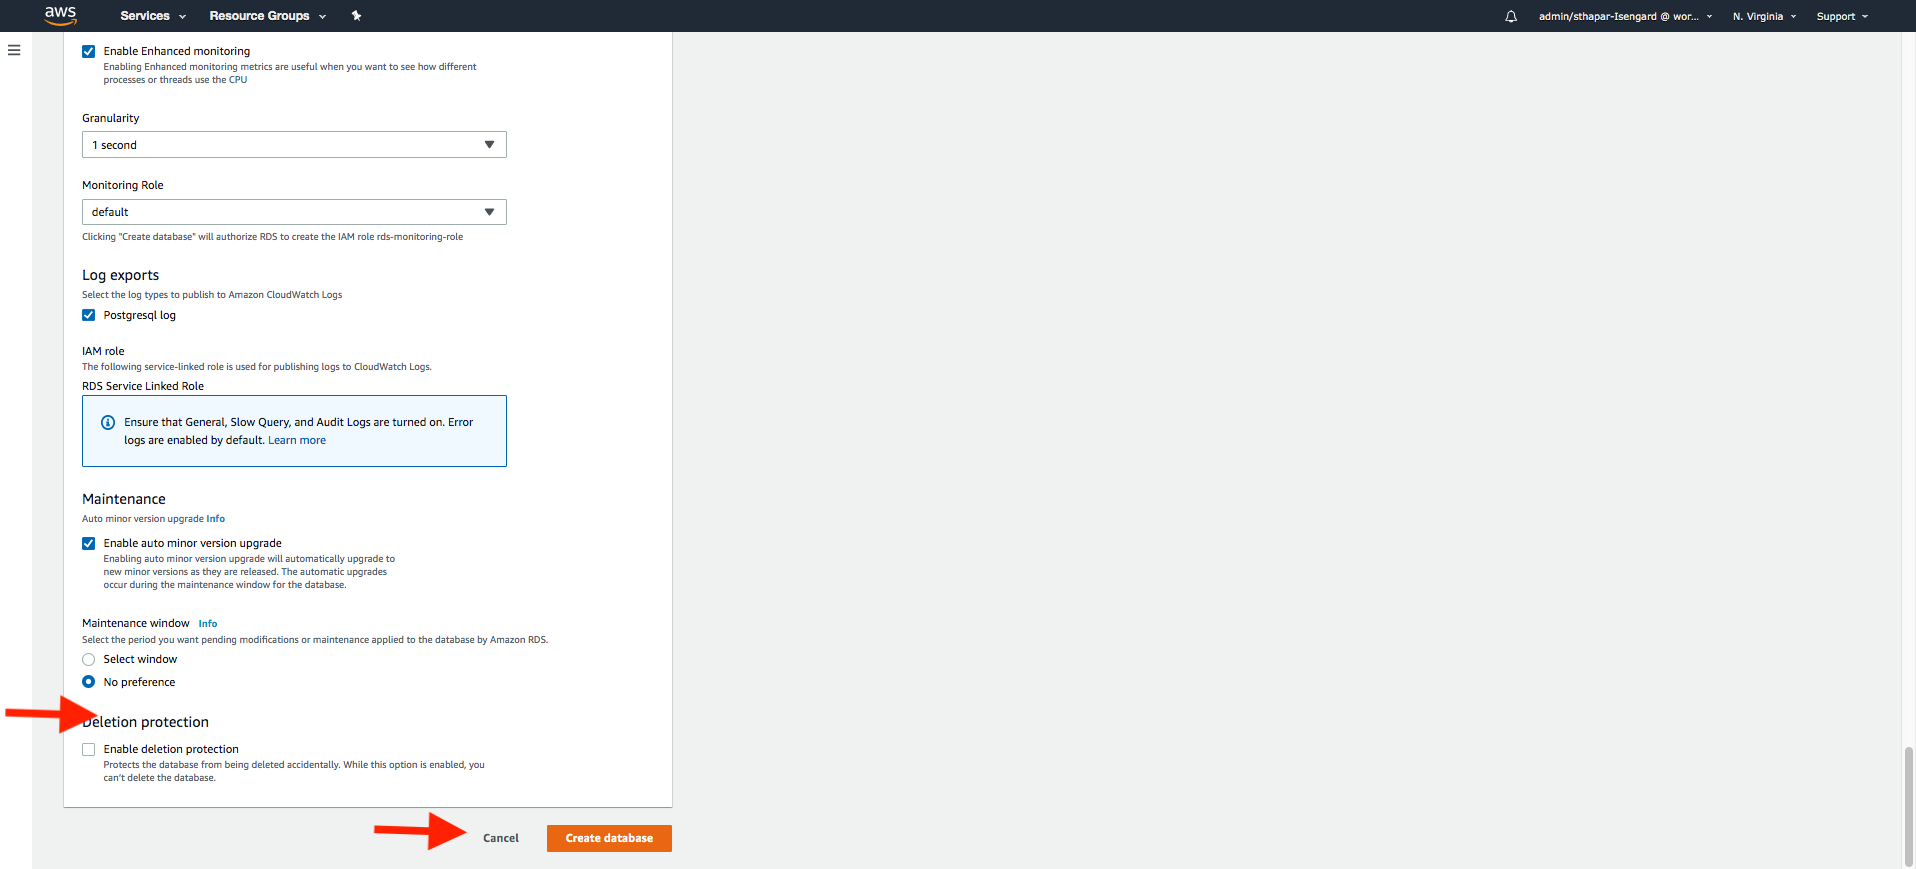 aws Services Resource Groups admin/sthapar-Isengard @ wor... N. Virginia Support
Enable Enhanced monitoring
Enabling Enhanced monitoring metrics are useful when you want to see how different
processes or threads use the CPU
Granularity
1 second
Monitoring Role
default
Clicking "Create database" will authorize RDS to create the IAM role rds-monitoring-role
Log exports
Select the log types to publish to Amazon CloudWatch Logs
Postgresql log
IAM role
The following service-linked role is used for publishing logs to CloudWatch Logs.
RDS Service Linked Role
Ensure that General, Slow Query, and Audit Logs are turned on. Error
logs are enabled by default. Learn more
Maintenance
Auto minor version upgrade Info
Enable auto minor version upgrade
Enabling auto minor version upgrade will automatically upgrade to
new minor versions as they are released. The automatic upgrades
occur during the maintenance window for the database.
Maintenance window Info
Select the period you want pending modifications or maintenance applied to the database by Amazon RDS.
Select window
No preference
Deletion protection
Enable deletion protection
Protects the database from being deleted accidentally. While this option is enabled, you
can't delete the database.
Cancel Create database